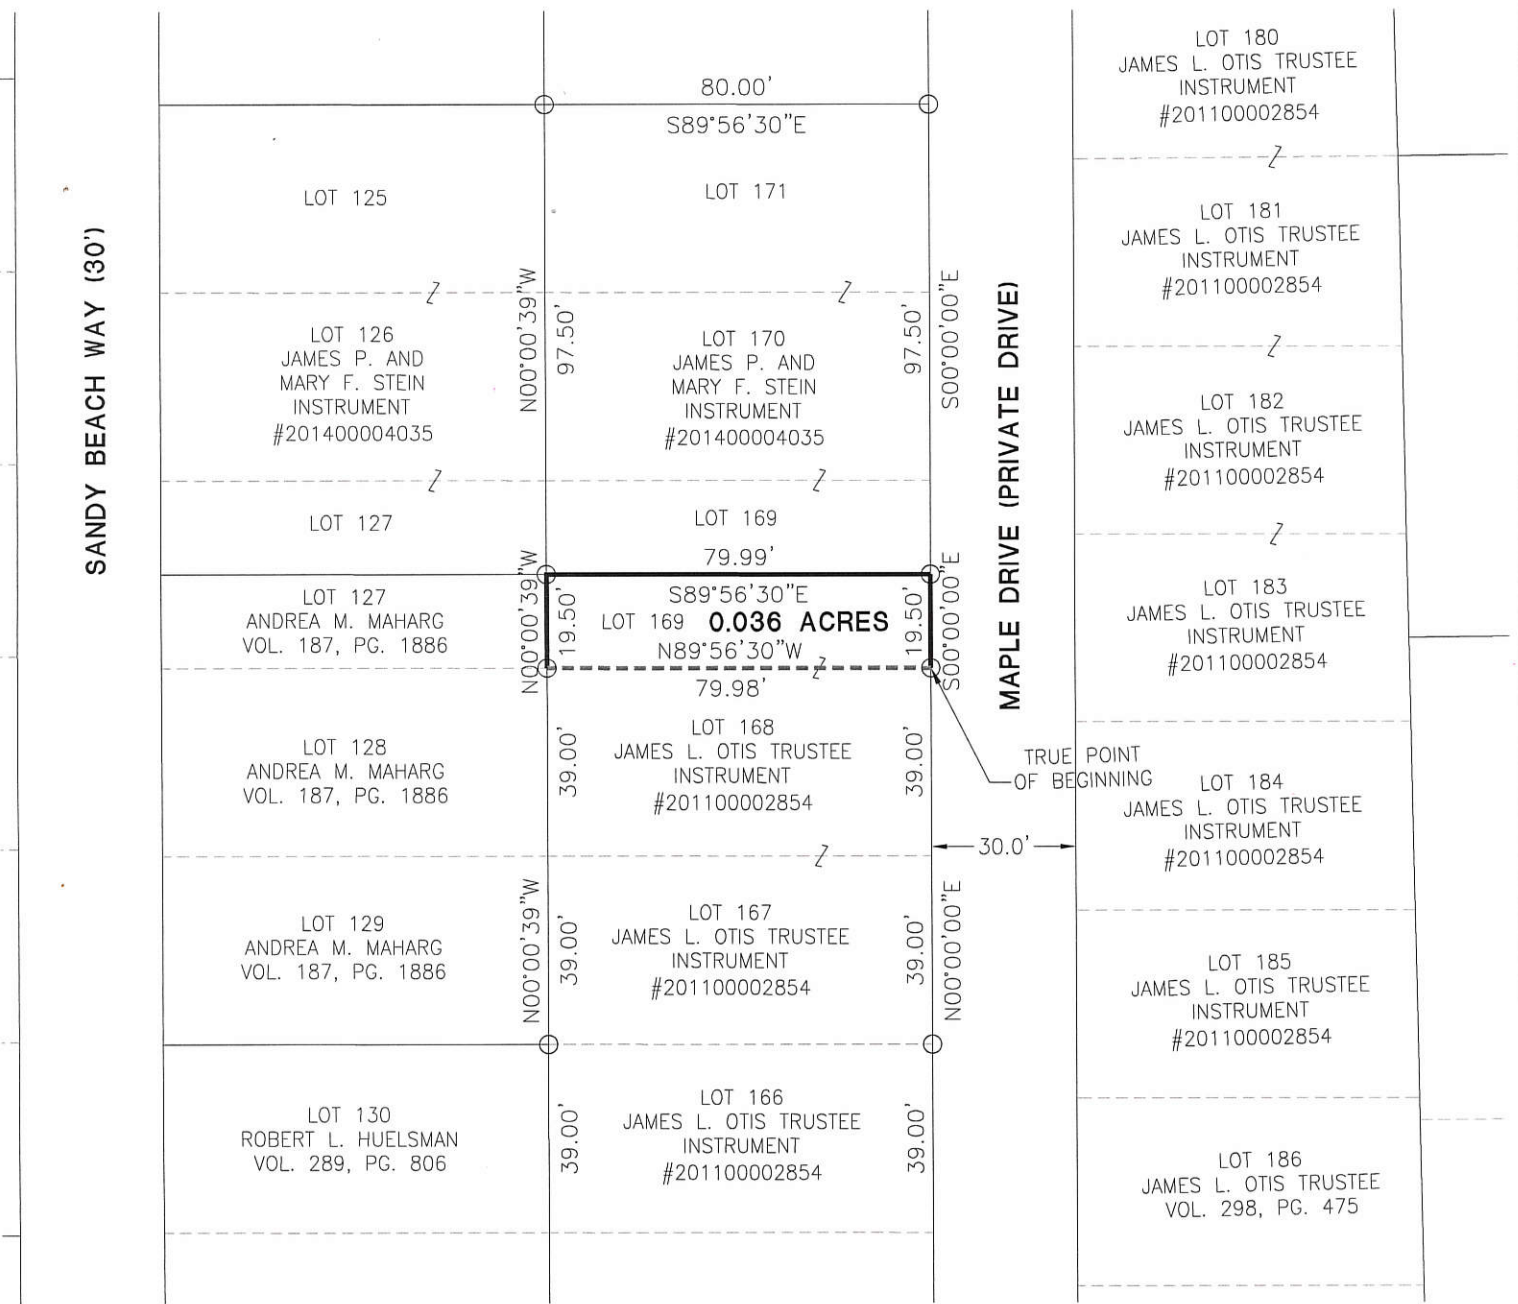 SANDY BEACH WAY (30')
80.00'
S89°56'30"E
LOT 125
LOT 171
N00°00'39"W
97.50'
97.50'
S00°00'00"E
LOT 126
JAMES P. AND
MARY F. STEIN
INSTRUMENT
#201400004035
LOT 170
JAMES P. AND
MARY F. STEIN
INSTRUMENT
#201400004035
LOT 127
LOT 169
79.99'
N00°00'39"W
19.50'
S89°56'30"E
LOT 169 0.036 ACRES
N89°56'30"W
19.50'
S00°00'00"E
79.98'
LOT 127
ANDREA M. MAHARG
VOL. 187, PG. 1886
LOT 128
ANDREA M. MAHARG
VOL. 187, PG. 1886
39.00'
LOT 168
JAMES L. OTIS TRUSTEE
INSTRUMENT
#201100002854
39.00'
LOT 129
ANDREA M. MAHARG
VOL. 187, PG. 1886
N00°00'39"W
39.00'
LOT 167
JAMES L. OTIS TRUSTEE
INSTRUMENT
#201100002854
39.00'
N00°00'00"E
LOT 130
ROBERT L. HUELSMAN
VOL. 289, PG. 806
39.00'
LOT 166
JAMES L. OTIS TRUSTEE
INSTRUMENT
#201100002854
39.00'
MAPLE DRIVE (PRIVATE DRIVE)
TRUE POINT
OF BEGINNING
30.0'
LOT 180
JAMES L. OTIS TRUSTEE
INSTRUMENT
#201100002854
LOT 181
JAMES L. OTIS TRUSTEE
INSTRUMENT
#201100002854
LOT 182
JAMES L. OTIS TRUSTEE
INSTRUMENT
#201100002854
LOT 183
JAMES L. OTIS TRUSTEE
INSTRUMENT
#201100002854
LOT 184
JAMES L. OTIS TRUSTEE
INSTRUMENT
#201100002854
LOT 185
JAMES L. OTIS TRUSTEE
INSTRUMENT
#201100002854
LOT 186
JAMES L. OTIS TRUSTEE
VOL. 298, PG. 475